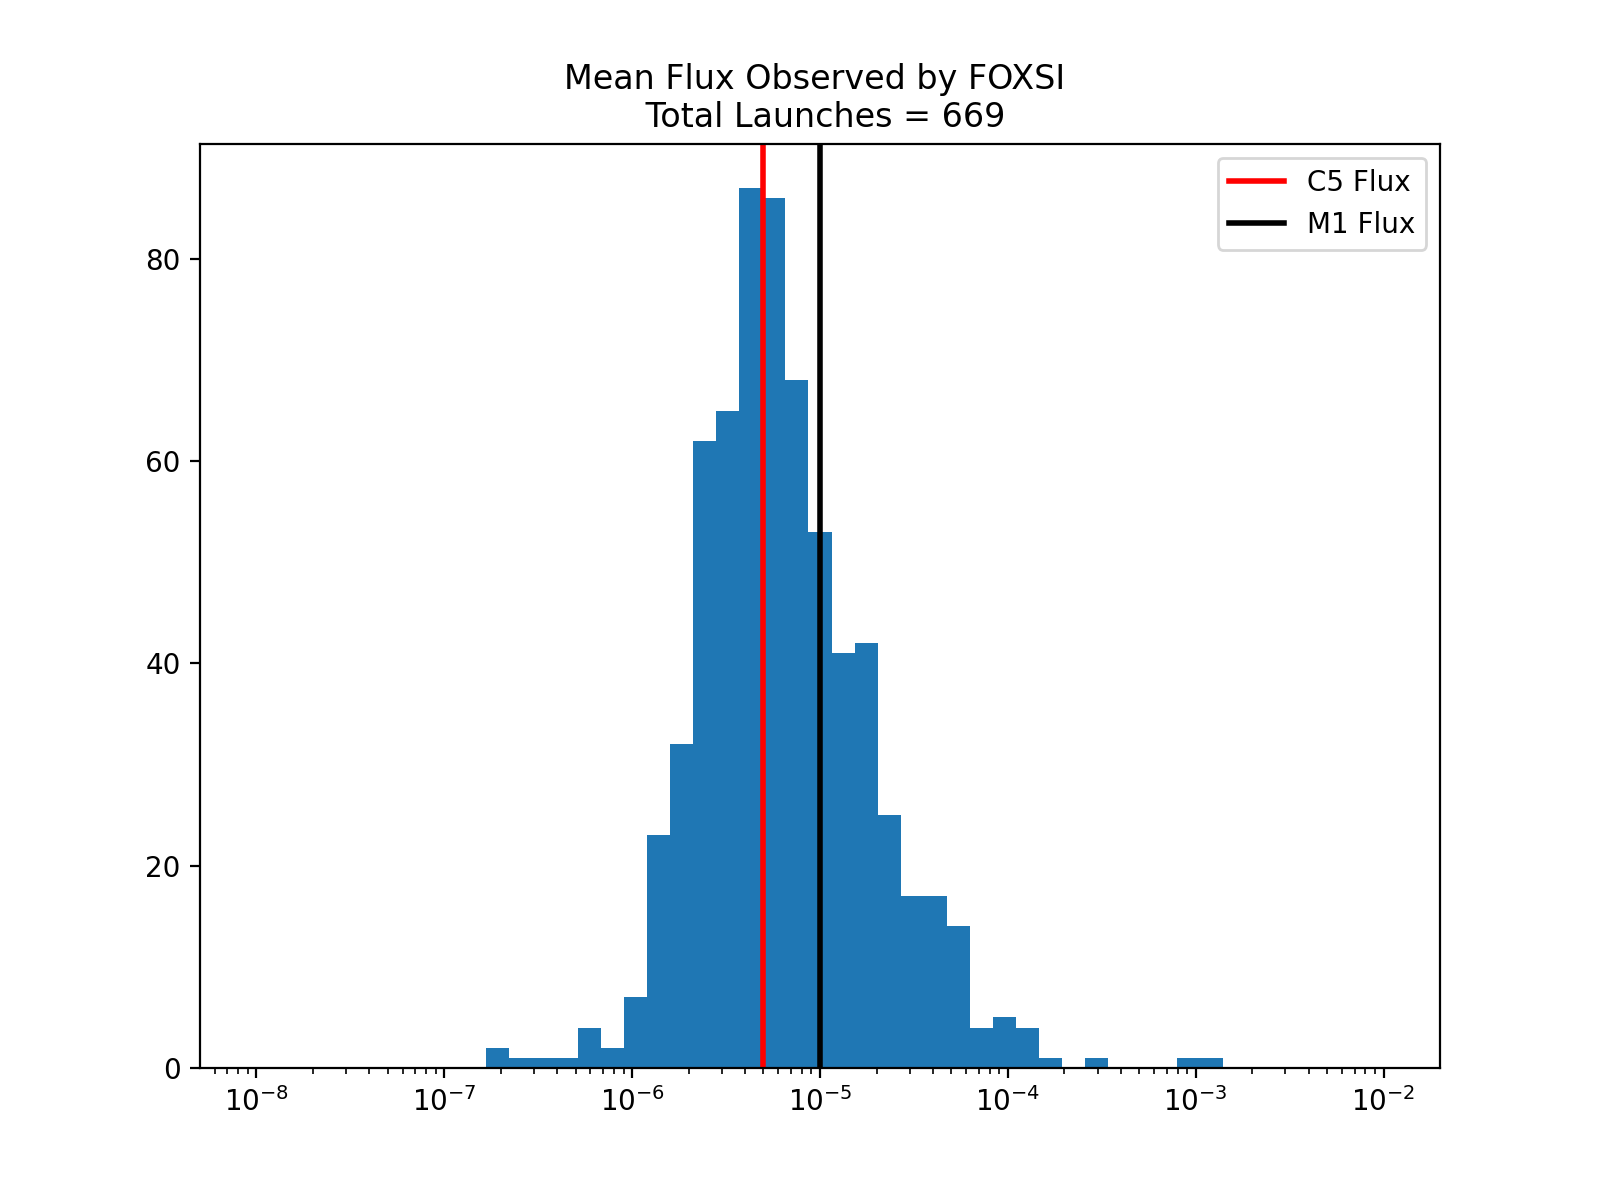 Mean Flux Observed by FOXSI
Total Launches = 669
C5 Flux
M1 Flux
80
60
40
20
0
10⁻⁸ 10⁻⁷ 10⁻⁶ 10⁻⁵ 10⁻⁴ 10⁻³ 10⁻²